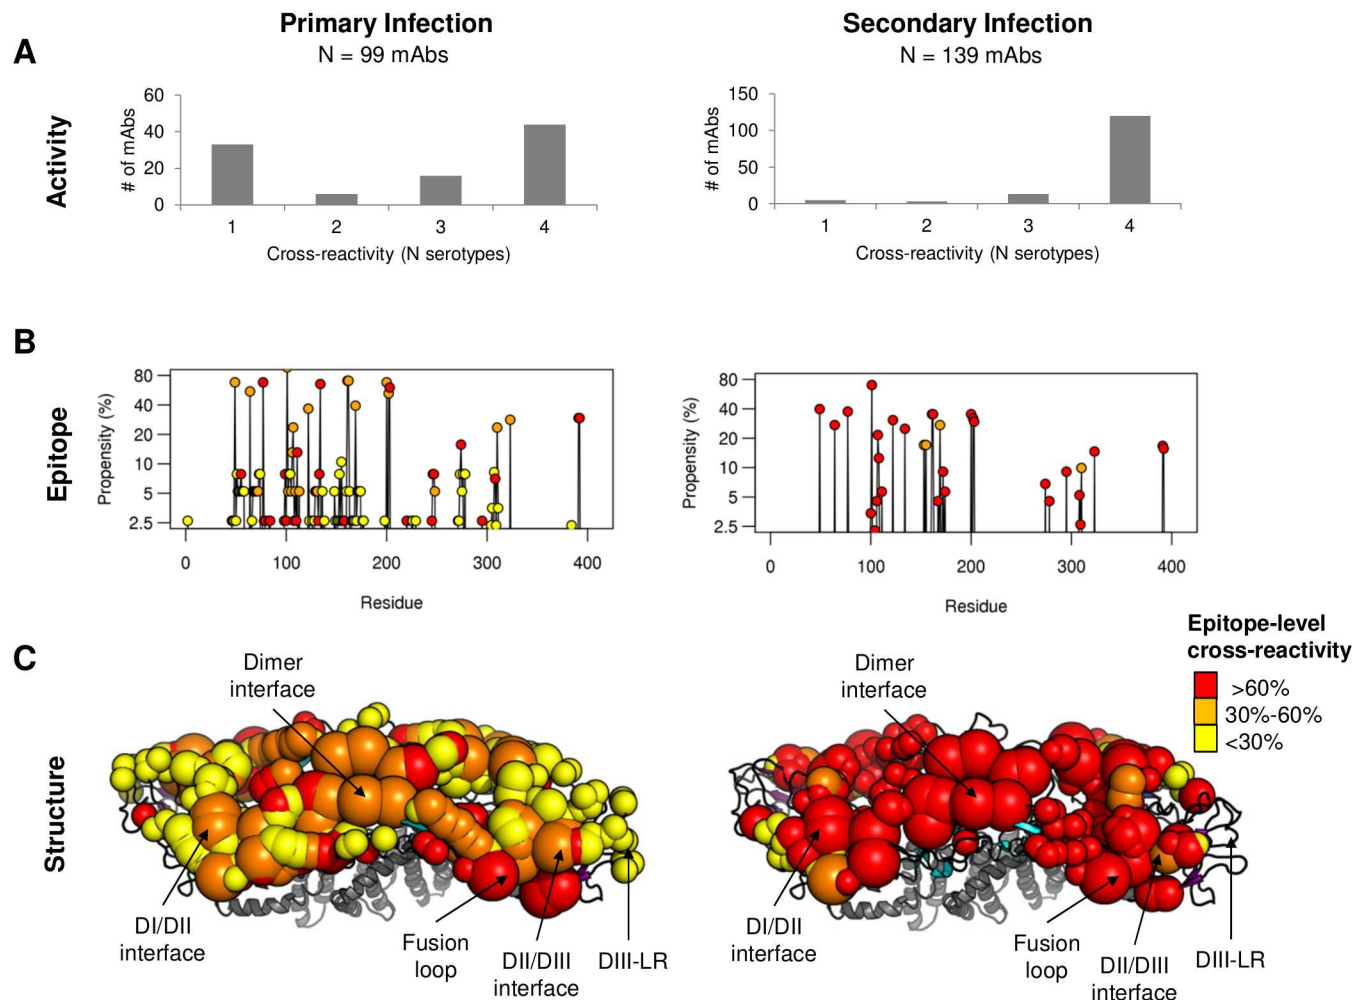 Primary Infection
N = 99 mAbs
Secondary Infection
N = 139 mAbs
A
Activity
# of mAbs
60
40
20
0
1 2 3 4
Cross-reactivity (N serotypes)
# of mAbs
150
100
50
0
1 2 3 4
Cross-reactivity (N serotypes)
B
Epitope
Propensity (%)
80
40
20
10
5
2.5
0 100 200 300 400
Residue
Propensity (%)
80
40
20
10
5
2.5
0 100 200 300 400
Residue
C
Structure
Dimer
interface
DI/DII
interface
Fusion
loop
DII/DIII
interface
DIII-LR
Dimer
interface
DI/DII
interface
Fusion
loop
DII/DIII
interface
DIII-LR
Epitope-level
cross-reactivity
>60%
30%-60%
<30%